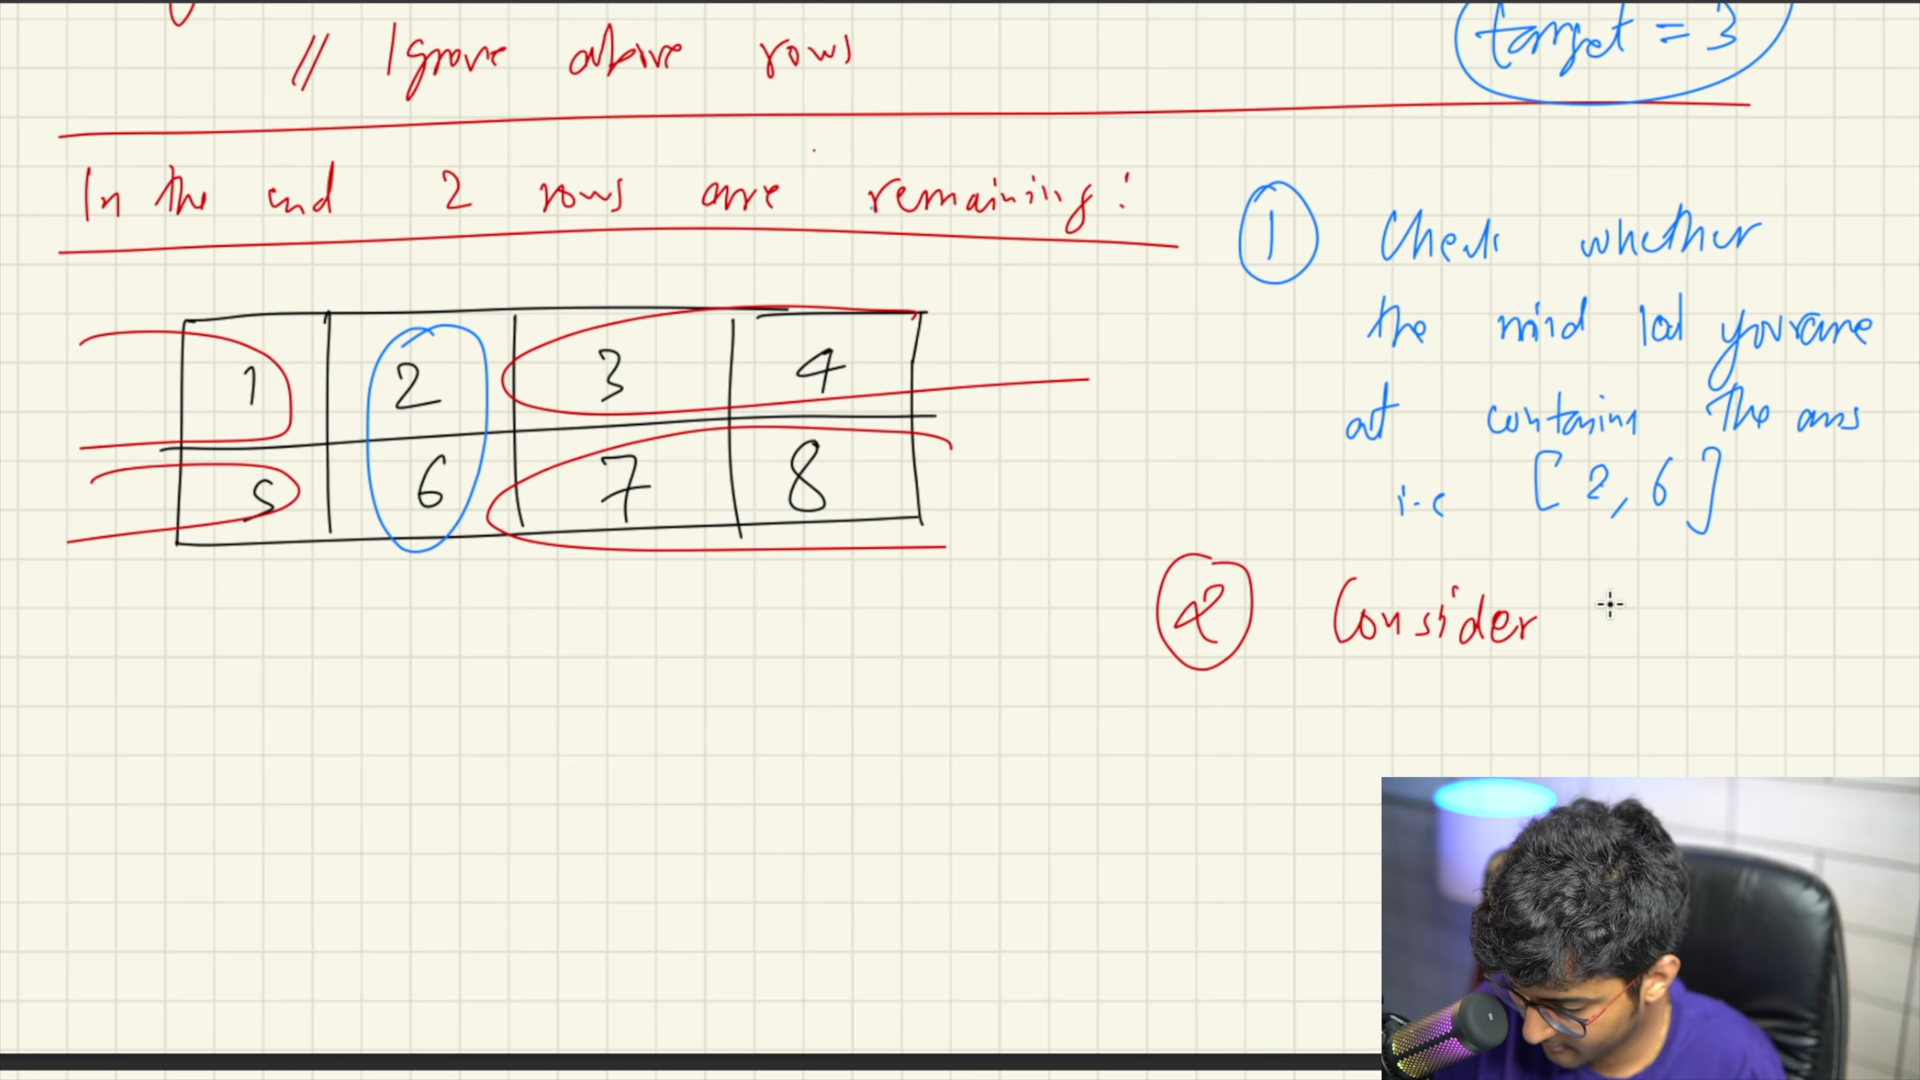 // Ignore above rows
target = 3
In the end 2 rows are remaining:
1 2 3 4
5 6 7 8
1 Check whether
the mid col you are
at containing the ans
i.e [2, 6]
2 Consider